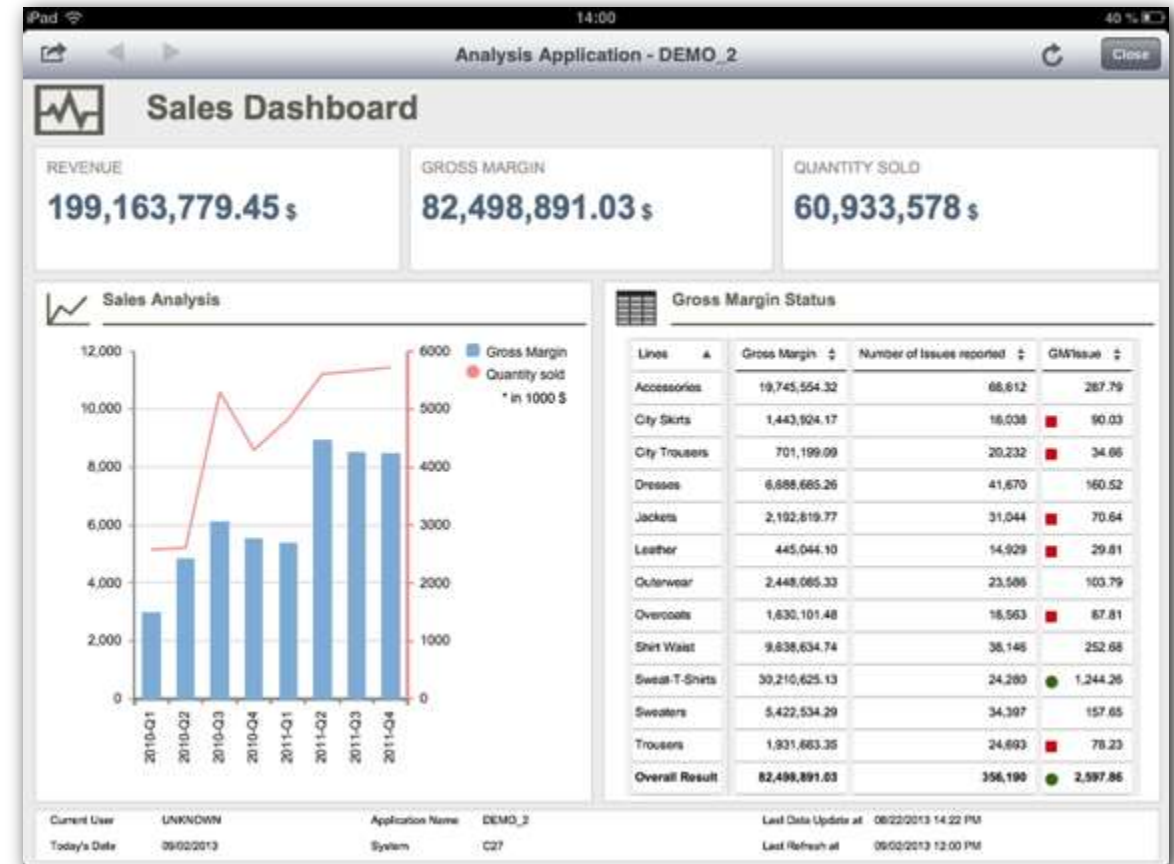 iPad 14:00 40 %
Analysis Application - DEMO_2 Close
Sales Dashboard
REVENUE GROSS MARGIN QUANTITY SOLD
199,163,779.45 $ 82,498,891.03 $ 60,933,578 $
Sales Analysis
12,000 6000
10,000 5000
8,000 4000
6,000 3000
4,000 2000
2,000 1000
0 0
Gross Margin
Quantity sold
* in 1000 $
2010-Q1 2010-Q2 2010-Q3 2010-Q4 2011-Q1 2011-Q2 2011-Q3 2011-Q4
Gross Margin Status
Lines Gross Margin Number of Issues reported GM/Issue
Accessories 19,745,554.32 68,612 287.79
City Skirts 1,443,924.17 16,038 90.03
City Trousers 701,199.09 20,232 34.66
Dresses 6,688,665.26 41,670 160.52
Jackets 2,192,819.77 31,044 70.64
Leather 445,044.10 14,929 29.81
Outerwear 2,448,065.33 23,586 103.79
Overcoats 1,630,101.48 18,563 87.81
Shirt Waist 9,638,634.74 38,146 252.68
Sweat-T-Shirts 30,210,625.13 24,280 1,244.26
Sweaters 5,422,534.29 34,397 157.65
Trousers 1,931,663.35 24,693 78.23
Overall Result 82,498,891.03 356,190 2,597.86
Current User UNKNOWN Application Name DEMO_2 Last Data Update at 08/22/2013 14:22 PM
Today's Date 09/02/2013 System C27 Last Refresh at 09/02/2013 12:00 PM